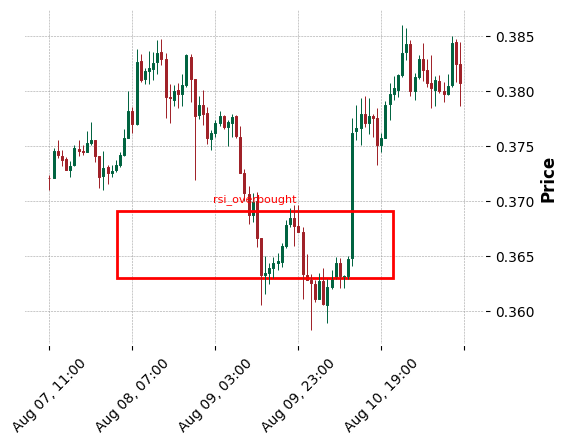 0.385
0.380
0.375
0.370
0.365
0.360
Price
rsi_overbought
Aug 07, 11:00
Aug 08, 07:00
Aug 09, 03:00
Aug 09, 23:00
Aug 10, 19:00